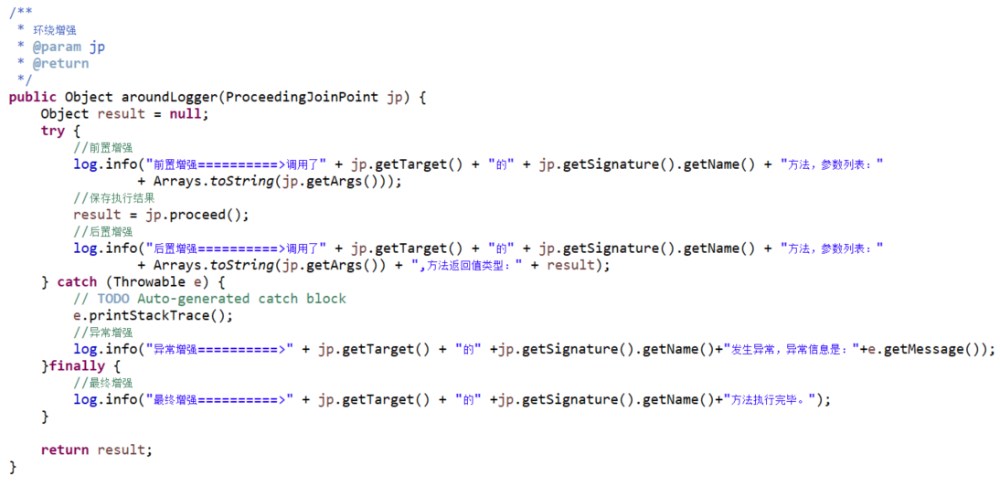 /**
 * 环绕增强
 * @param jp
 * @return
 */
public Object aroundLogger(ProceedingJoinPoint jp) {
    Object result = null;
    try {
        //前置增强
        log.info("前置增强==========>调用了" + jp.getTarget() + "的" + jp.getSignature().getName() + "方法，参数列表："
                + Arrays.toString(jp.getArgs()));
        //保存执行结果
        result = jp.proceed();
        //后置增强
        log.info("后置增强==========>调用了" + jp.getTarget() + "的" + jp.getSignature().getName() + "方法，参数列表："
                + Arrays.toString(jp.getArgs()) + ",方法返回值类型：" + result);
    } catch (Throwable e) {
        // TODO Auto-generated catch block
        e.printStackTrace();
        //异常增强
        log.info("异常增强==========>" + jp.getTarget() + "的" +jp.getSignature().getName()+"发生异常，异常信息是："+e.getMessage());
    }finally {
        //最终增强
        log.info("最终增强==========>" + jp.getTarget() + "的" +jp.getSignature().getName()+"方法执行完毕。");
    }

    return result;
}